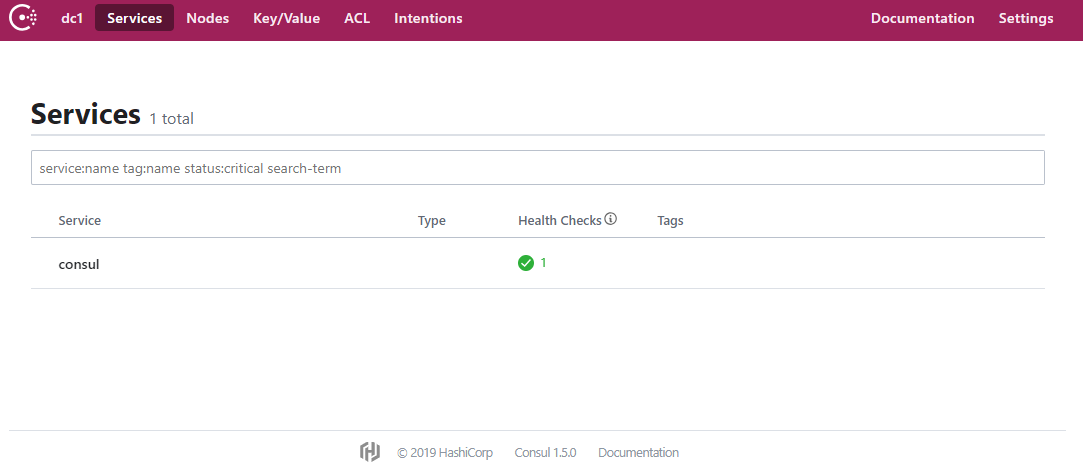 dc1 Services Nodes Key/Value ACL Intentions Documentation Settings
Services 1 total
service:name tag:name status:critical search-term
Service Type Health Checks Tags
consul 1
© 2019 HashiCorp Consul 1.5.0 Documentation